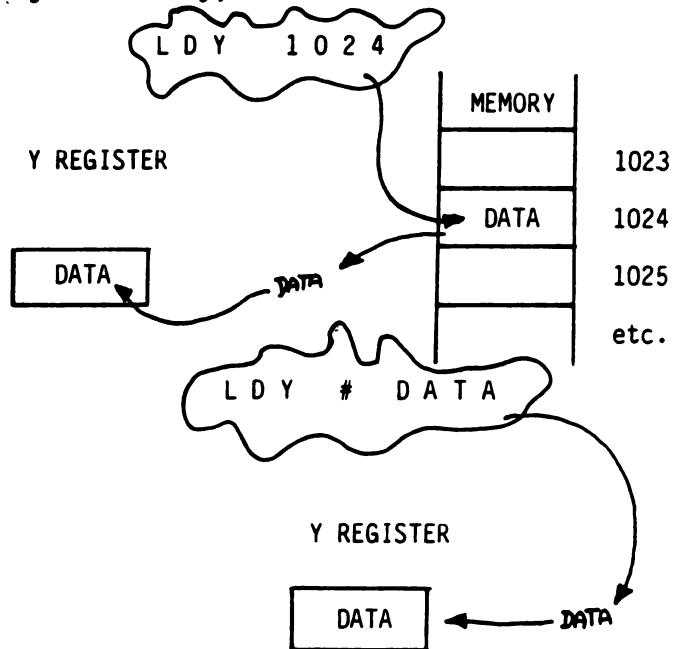 LDY 1024
MEMORY
Y REGISTER
1023
DATA
1024
DATA
DATA
1025
etc.
LDY # DATA
Y REGISTER
DATA
DATA